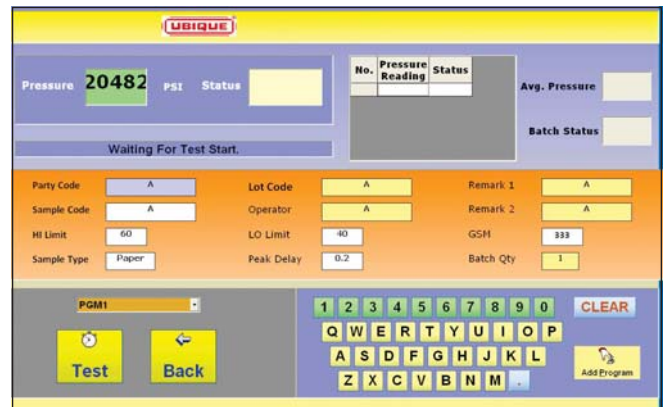 UBIQUE
Pressure 20482 PSI Status
No. Pressure Reading Status
Avg. Pressure
Batch Status
Waiting For Test Start.
Party Code A Lot Code A Remark 1 A
Sample Code A Operator A Remark 2 A
HI Limit 60 LO Limit 40 GSM 333
Sample Type Paper Peak Delay 0.2 Batch Qty 1
PGM1
Test Back
1 2 3 4 5 6 7 8 9 0 CLEAR
Q W E R T Y U I O P
A S D F G H J K L
Z X C V B N M .
Add Program